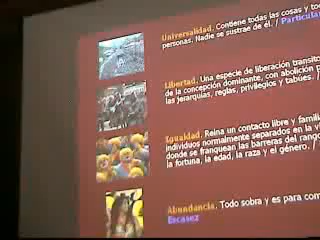 Universalidad. Contiene todas las cosas y to
personas. Nadie se sustrae de él. / Particular
Libertad. Una especie de liberación transito
de la concepción dominante, con abolición p
las jerarquías, reglas, privilegios y tabúes. /
Igualdad. Reina un contacto libre y famili
individuos normalmente separados en la v
donde se franquean las barreras del rango
la fortuna, la edad, la raza y el género. /
Abundancia. Todo sobra y es para com
Escasez